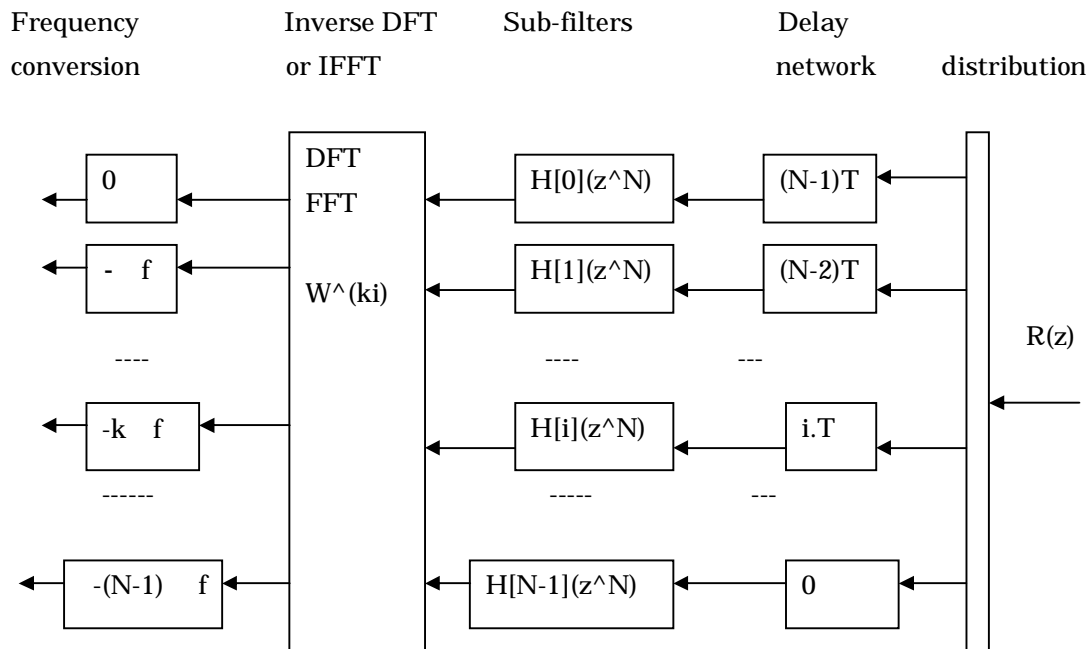 Frequency Inverse DFT Sub-filters Delay
conversion or IFFT network distribution
DFT
0 H[0](z^N) (N-1)T
FFT
- f H[1](z^N) (N-2)T
W^(ki)
R(z)
---- ---- ---
-k f H[i](z^N) i.T
------ ----- ---
-(N-1) f H[N-1](z^N) 0